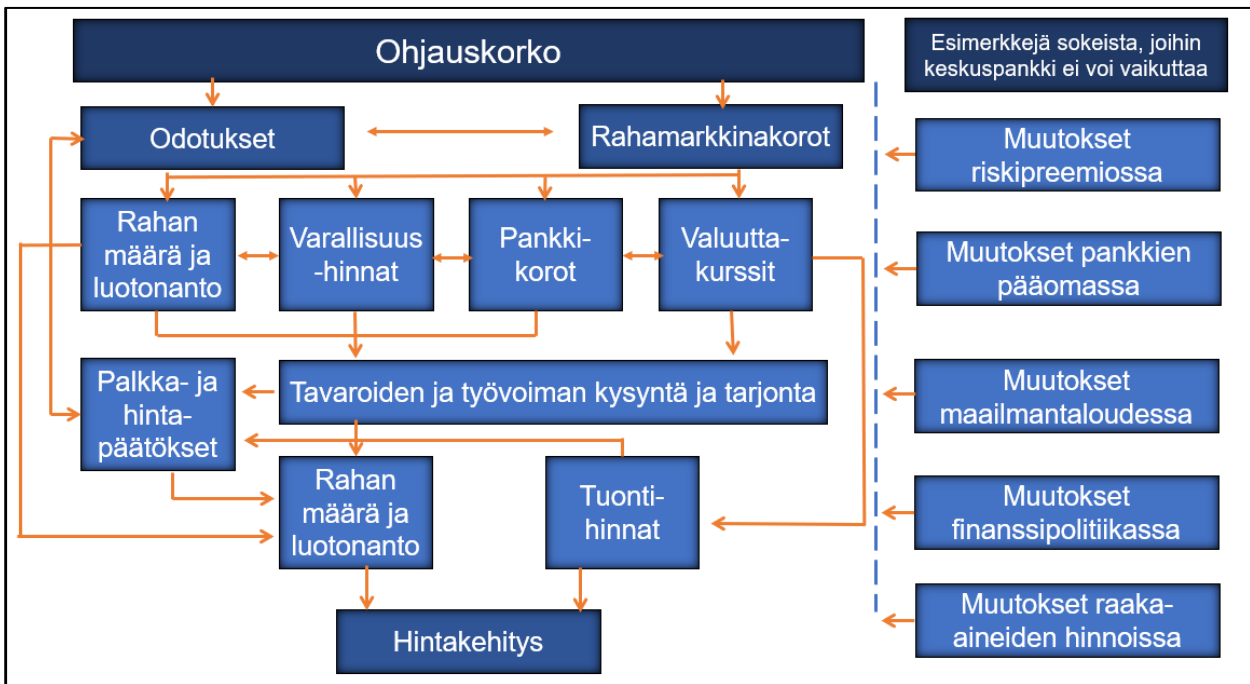 Ohjauskorko
Esimerkkejä sokeista, joihin
keskuspankki ei voi vaikuttaa
Odotukset
Rahamarkkinakorot
Muutokset
riskipreemiossa
Rahan
määrä ja
luotonanto
Varallisuus
-hinnat
Pankki-
korot
Valuutta-
kurssit
Muutokset pankkien
pääomassa
Palkka- ja
hinta-
päätökset
Tavaroiden ja työvoiman kysyntä ja tarjonta
Muutokset
maailmantaloudessa
Rahan
määrä ja
luotonanto
Tuonti-
hinnat
Muutokset
finanssipolitiikassa
Hintakehitys
Muutokset raaka-
aineiden hinnoissa